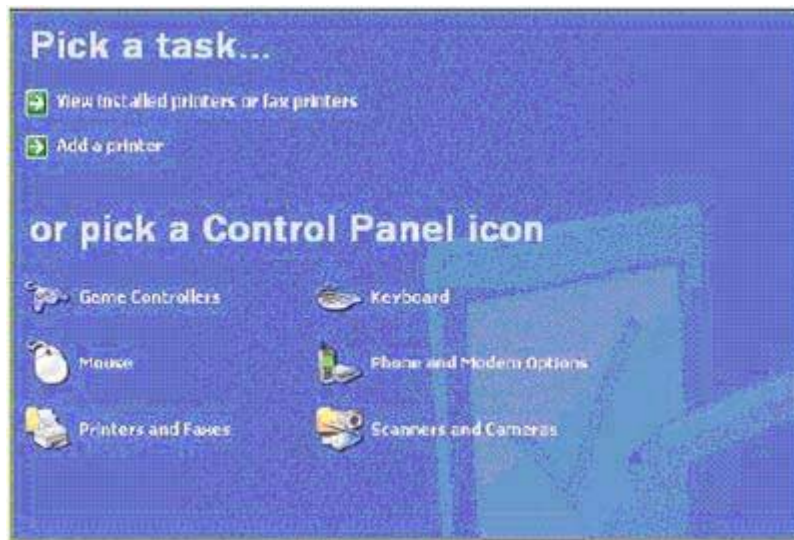 Pick a task...
View installed printers or fax printers
Add a printer
or pick a Control Panel icon
Game Controllers
Keyboard
Mouse
Phone and Modem Options
Printers and Faxes
Scanners and Cameras